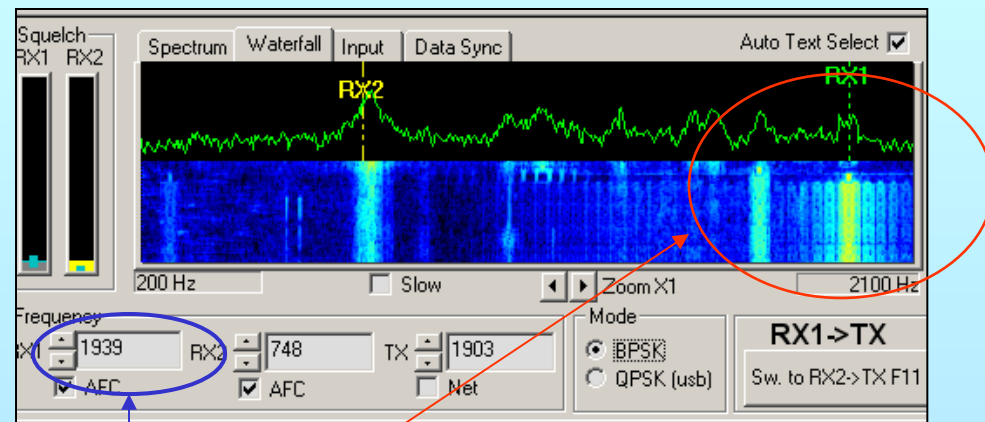 Squelch
RX1 RX2
Spectrum Waterfall Input Data Sync
Auto Text Select
RX2
RX1
200 Hz
Slow
Zoom X1
2100 Hz
Frequency
RX1 1939
RX2 748
TX 1903
AFC
AFC
Net
Mode
BPSK
QPSK (usb)
RX1->TX
Sw. to RX2->TX F11